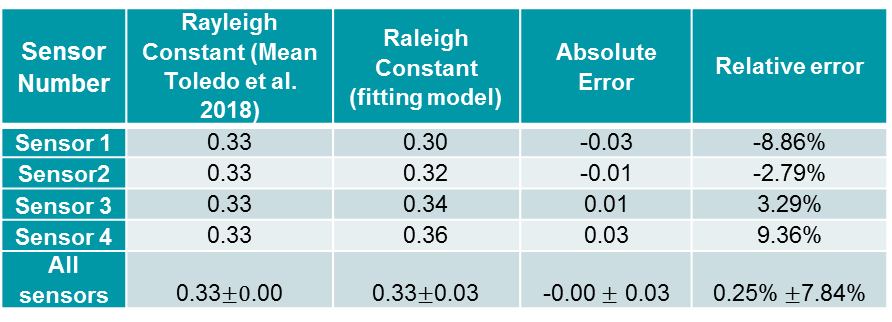 Sensor Number
Rayleigh Constant (Mean Toledo et al. 2018)
Raleigh Constant (fitting model)
Absolute Error
Relative error
Sensor 1
0.33
0.30
-0.03
-8.86%
Sensor2
0.33
0.32
-0.01
-2.79%
Sensor 3
0.33
0.34
0.01
3.29%
Sensor 4
0.33
0.36
0.03
9.36%
All sensors
0.33±0.00
0.33±0.03
-0.00 ± 0.03
0.25% ±7.84%